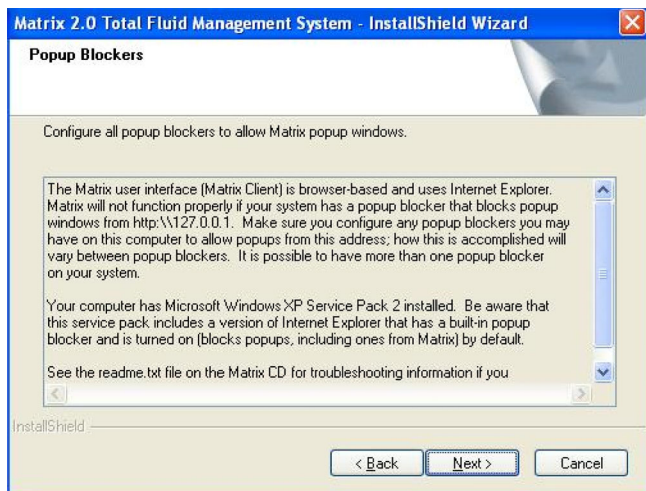 Matrix 2.0 Total Fluid Management System - InstallShield Wizard
Popup Blockers
Configure all popup blockers to allow Matrix popup windows.
The Matrix user interface (Matrix Client) is browser-based and uses Internet Explorer.
Matrix will not function properly if your system has a popup blocker that blocks popup
windows from http:\\127.0.0.1.  Make sure you configure any popup blockers you may
have on this computer to allow popups from this address; how this is accomplished will
vary between popup blockers.  It is possible to have more than one popup blocker
on your system.
Your computer has Microsoft Windows XP Service Pack 2 installed.  Be aware that
this service pack includes a version of Internet Explorer that has a built-in popup
blocker and is turned on (blocks popups, including ones from Matrix) by default.
See the readme.txt file on the Matrix CD for troubleshooting information if you
InstallShield
< Back
Next >
Cancel